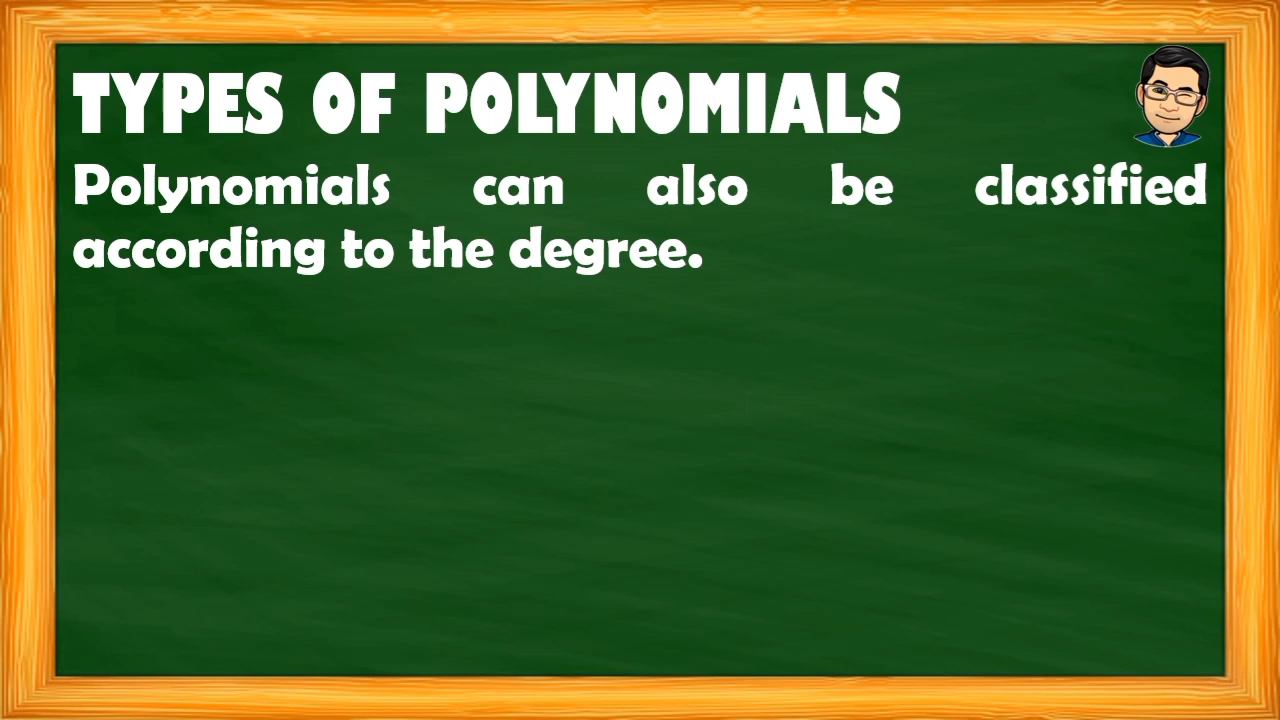 TYPES OF POLYNOMIALS
Polynomials can also be classified
according to the degree.